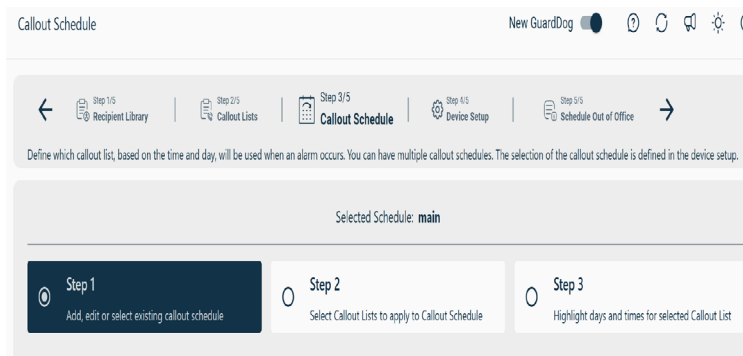 Callout Schedule
New GuardDog
Step 1/5
Recipient Library
Step 2/5
Callout Lists
Step 3/5
Callout Schedule
Step 4/5
Device Setup
Step 5/5
Schedule Out of Office
Define which callout list, based on the time and day, will be used when an alarm occurs. You can have multiple callout schedules. The selection of the callout schedule is defined in the device setup.
Selected Schedule: main
Step 1
Add, edit or select existing callout schedule
Step 2
Select Callout Lists to apply to Callout Schedule
Step 3
Highlight days and times for selected Callout List